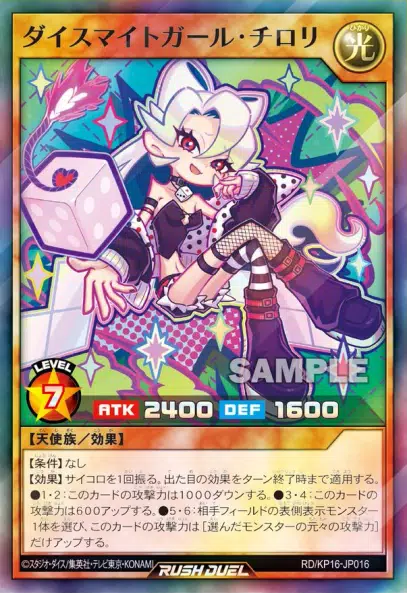 ダイスマイトガール・チロリ
ひかり
光
SAMPLE
LEVEL
7
ATK 2400 DEF 1600
【天使族/効果】
【条件】なし
【効果】サイコロを1回振る。出た目の効果をターン終了時まで適用する。
●1・2:このカードの攻撃力は1000ダウンする。●3・4:このカードの
攻撃力は600アップする。●5・6:相手フィールドの表側表示モンスター
1体を選び、このカードの攻撃力は[選んだモンスターの元々の攻撃力]
だけアップする。
©スタジオ・ダイス/集英社・テレビ東京・KONAMI
RUSH DUEL
RD/KP16-JP016